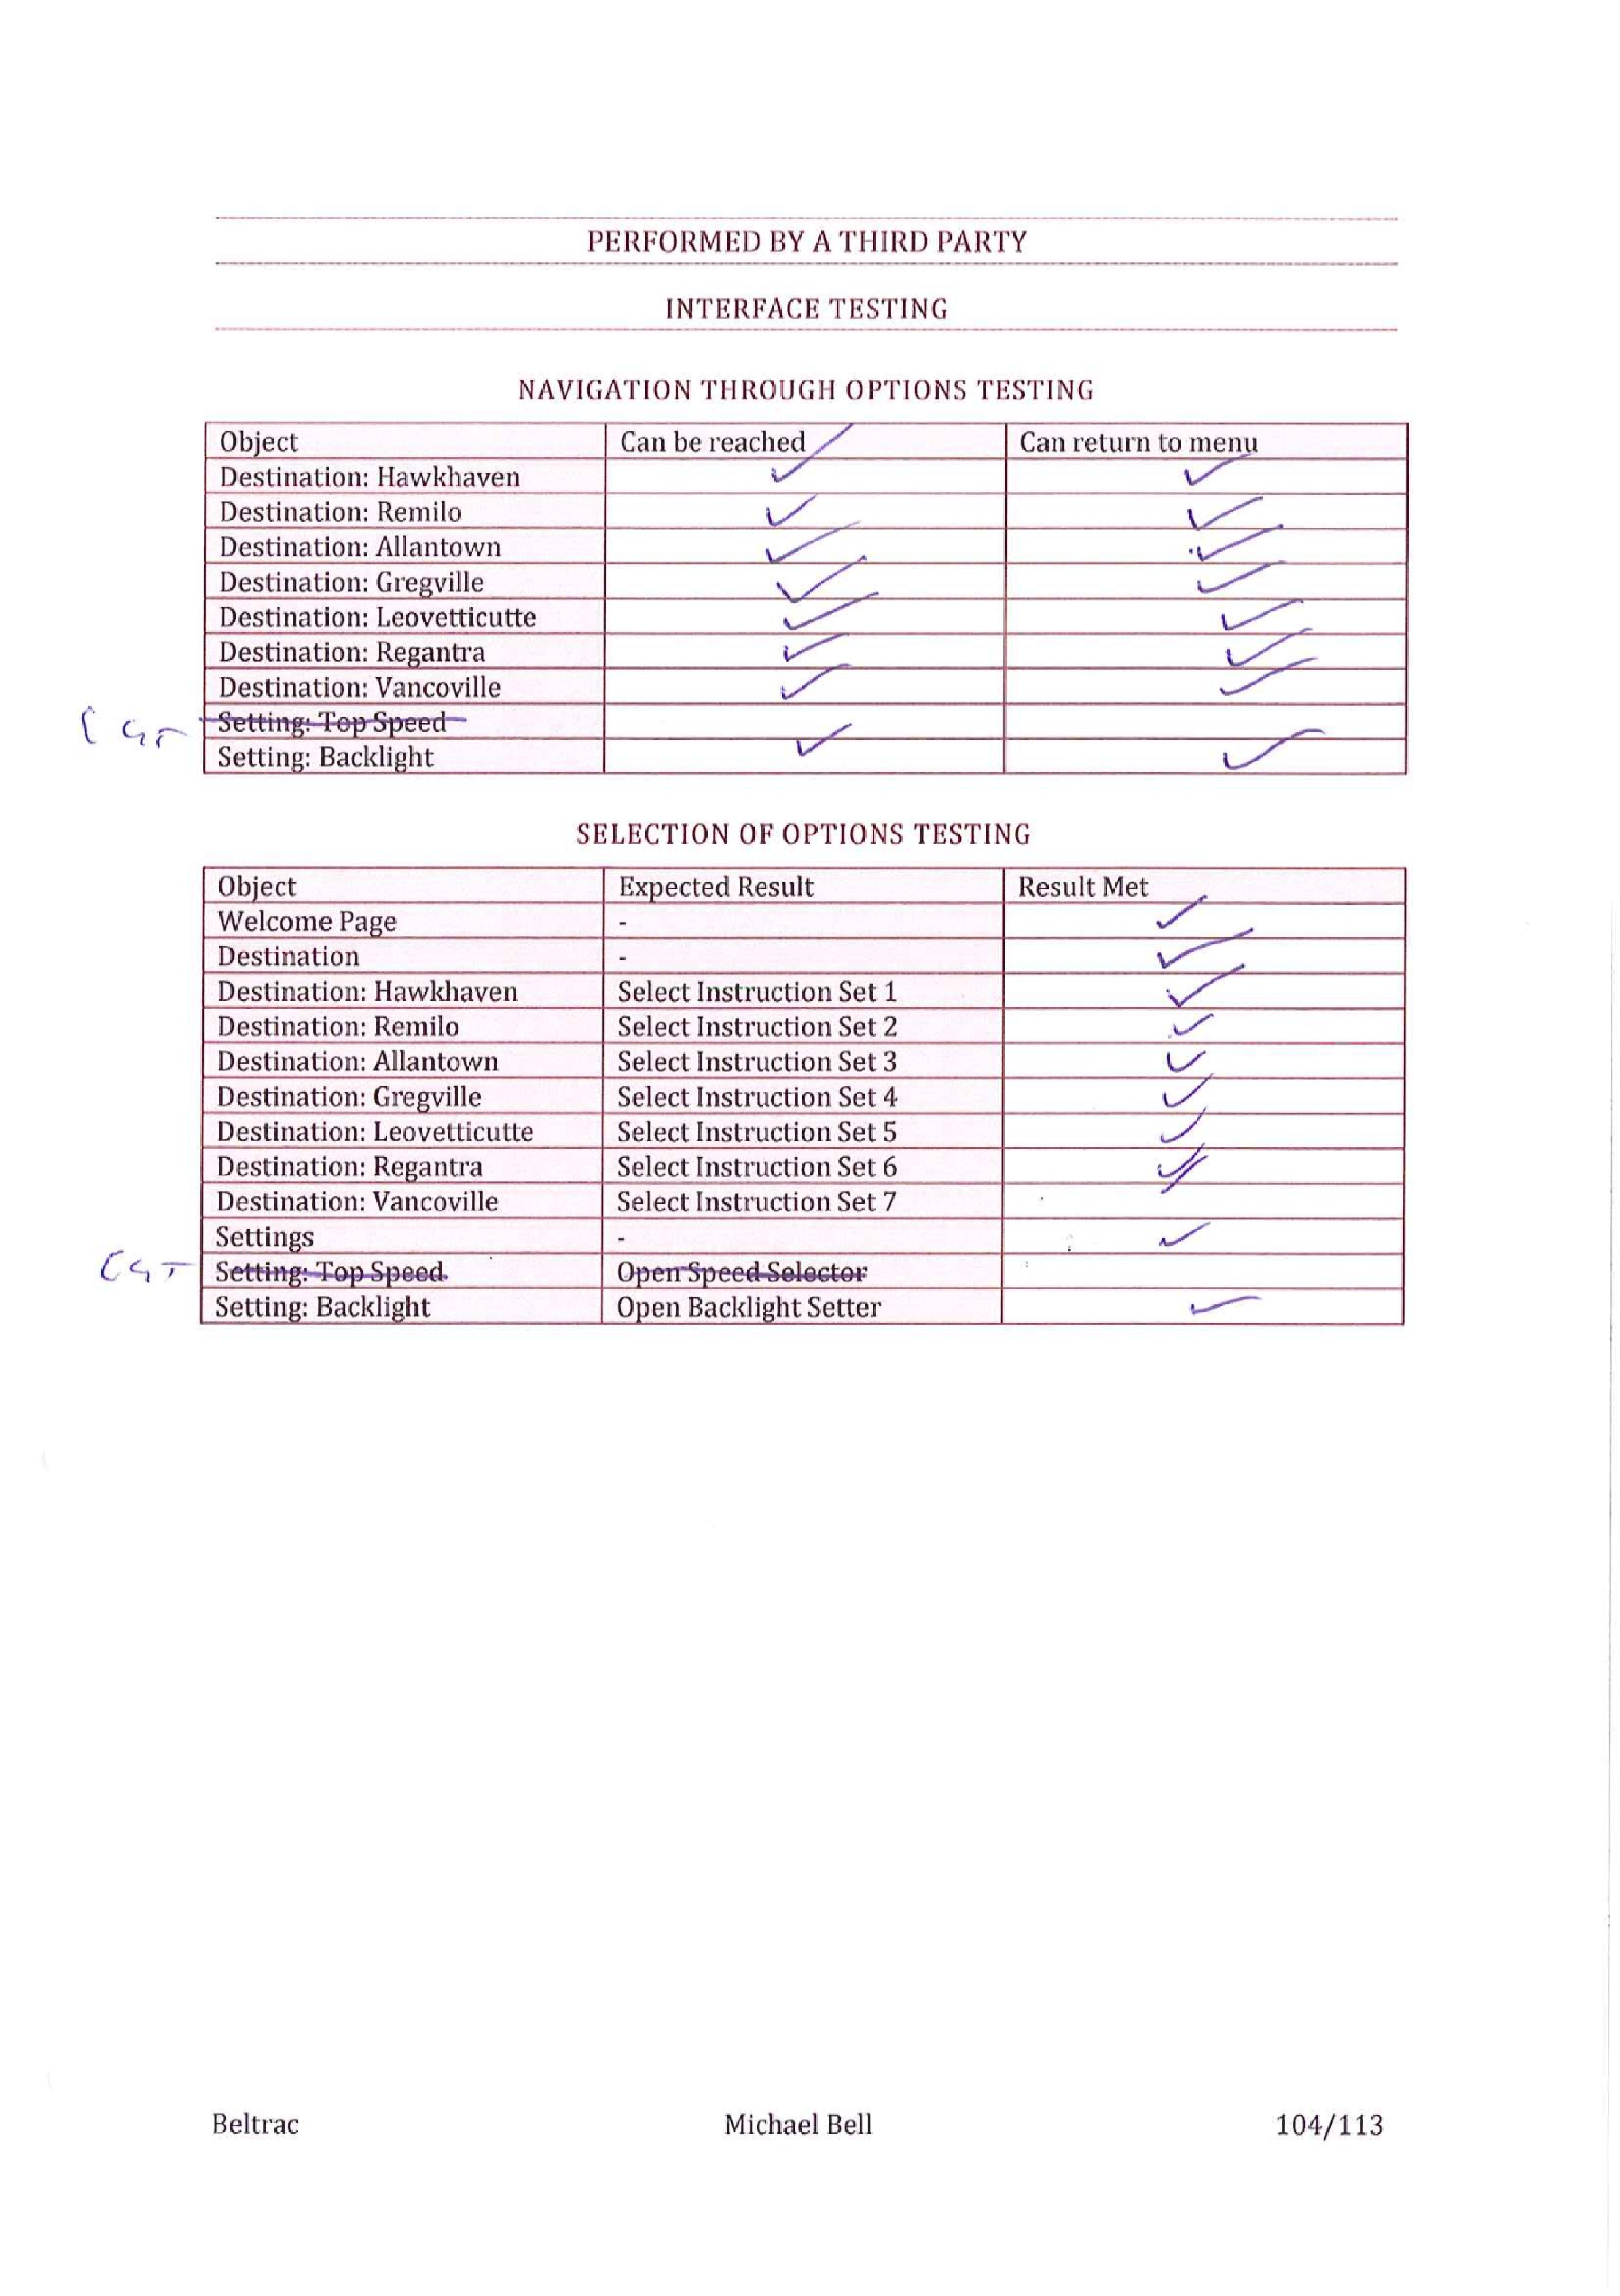 PERFORMED BY A THIRD PARTY
INTERFACE TESTING
NAVIGATION THROUGH OPTIONS TESTING
Object Can be reached Can return to menu
Destination: Hawkhaven ✓ ✓
Destination: Remilo ✓ ✓
Destination: Allantown ✓ ✓
Destination: Gregville ✓ ✓
Destination: Leovetticutte ✓ ✓
Destination: Regantra ✓ ✓
Destination: Vancoville ✓ ✓
Setting: Top Speed
Setting: Backlight ✓ ✓
SELECTION OF OPTIONS TESTING
Object Expected Result Result Met
Welcome Page - ✓
Destination - ✓
Destination: Hawkhaven Select Instruction Set 1 ✓
Destination: Remilo Select Instruction Set 2 ✓
Destination: Allantown Select Instruction Set 3 ✓
Destination: Gregville Select Instruction Set 4 ✓
Destination: Leovetticutte Select Instruction Set 5 ✓
Destination: Regantra Select Instruction Set 6 ✓
Destination: Vancoville Select Instruction Set 7
Settings - ✓
Setting: Top Speed Open Speed Selector
Setting: Backlight Open Backlight Setter ✓
Beltrac Michael Bell 104/113